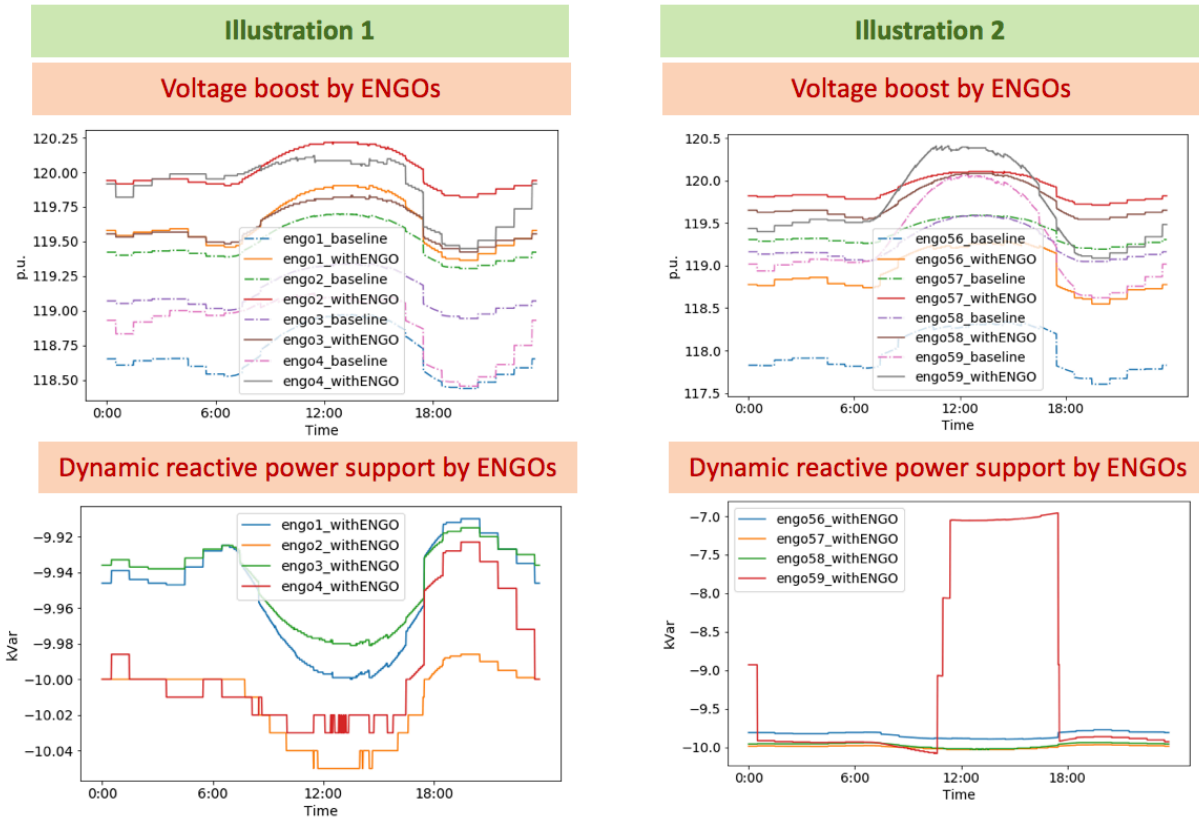 Illustration 1
Voltage boost by ENGOs
120.25
120.00
119.75
119.50
119.25
119.00
118.75
118.50
p.u.
engo1_baseline
engo1_withENGO
engo2_baseline
engo2_withENGO
engo3_baseline
engo3_withENGO
engo4_baseline
engo4_withENGO
0:00 6:00 12:00 18:00
Time
Dynamic reactive power support by ENGOs
−9.92
−9.94
−9.96
−9.98
−10.00
−10.02
−10.04
kVar
engo1_withENGO
engo2_withENGO
engo3_withENGO
engo4_withENGO
0:00 6:00 12:00 18:00
Time
Illustration 2
Voltage boost by ENGOs
120.5
120.0
119.5
119.0
118.5
118.0
117.5
p.u.
engo56_baseline
engo56_withENGO
engo57_baseline
engo57_withENGO
engo58_baseline
engo58_withENGO
engo59_baseline
engo59_withENGO
0:00 6:00 12:00 18:00
Time
Dynamic reactive power support by ENGOs
−7.0
−7.5
−8.0
−8.5
−9.0
−9.5
−10.0
kVar
engo56_withENGO
engo57_withENGO
engo58_withENGO
engo59_withENGO
0:00 6:00 12:00 18:00
Time